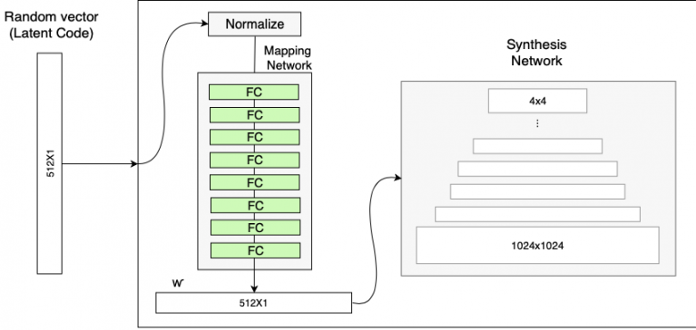 Random vector
(Latent Code)
512X1
Normalize
Mapping
Network
FC
FC
FC
FC
FC
FC
FC
FC
w
512X1
Synthesis
Network
4x4
...
1024x1024